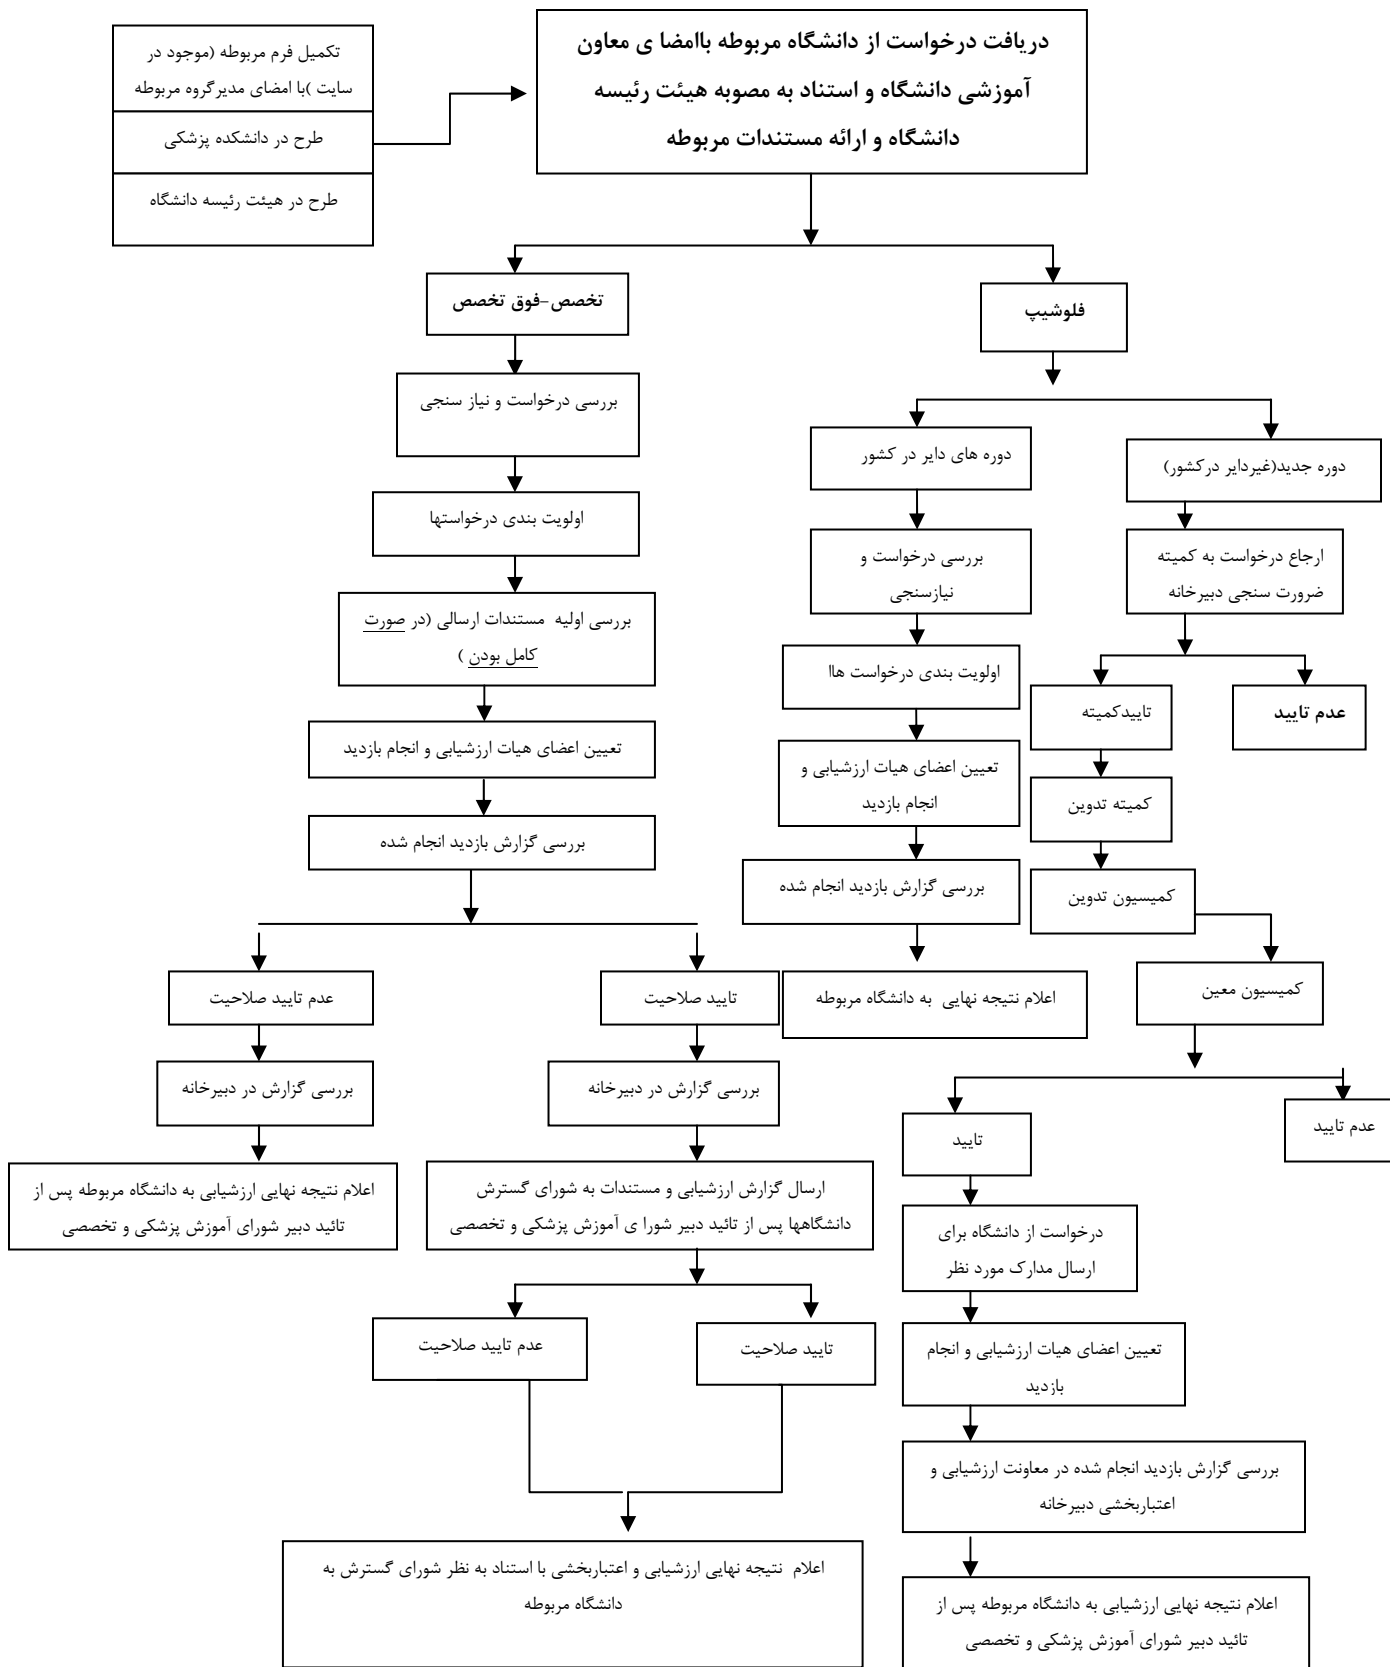 تکمیل فرم مربوطه (موجود در
سایت )با امضای مدیرگروه مربوطه
طرح در دانشکده پزشکی
طرح در هیئت رئیسه دانشگاه
دریافت درخواست از دانشگاه مربوطه باامضا ی معاون
آموزشی دانشگاه و استناد به مصوبه هیئت رئیسه
دانشگاه و ارائه مستندات مربوطه
فلوشیپ
دوره جدید(غیردایر درکشور)
ارجاع درخواست به کمیته
ضرورت سنجی دبیرخانه
عدم تایید
تاییدکمیته
کمیته تدوین
کمیسیون تدوین
کمیسیون معین
عدم تایید
تایید
درخواست از دانشگاه برای
ارسال مدارک مورد نظر
تعیین اعضای هیات ارزشیابی و انجام
بازدید
بررسی گزارش بازدید انجام شده در معاونت ارزشیابی و
اعتباربخشی دبیرخانه
اعلام نتیجه نهایی ارزشیابی به دانشگاه مربوطه پس از
تائید دبیر شورای آموزش پزشکی و تخصصی
دوره های دایر در کشور
بررسی درخواست و
نیازسنجی
اولویت بندی درخواست هاا
تعیین اعضای هیات ارزشیابی و
انجام بازدید
بررسی گزارش بازدید انجام شده
اعلام نتیجه نهایی  به دانشگاه مربوطه
تخصص-فوق تخصص
بررسی درخواست و نیاز سنجی
اولویت بندی درخواستها
بررسی اولیه  مستندات ارسالی (در صورت
کامل بودن )
تعیین اعضای هیات ارزشیابی و انجام بازدید
بررسی گزارش بازدید انجام شده
تایید صلاحیت
بررسی گزارش در دبیرخانه
ارسال گزارش ارزشیابی و مستندات به شورای گسترش
دانشگاهها پس از تائید دبیر شورا ی آموزش پزشکی و تخصصی
تایید صلاحیت
عدم تایید صلاحیت
اعلام  نتیجه نهایی ارزشیابی و اعتباربخشی با استناد به نظر شورای گسترش به
دانشگاه مربوطه
عدم تایید صلاحیت
بررسی گزارش در دبیرخانه
اعلام نتیجه نهایی ارزشیابی به دانشگاه مربوطه پس از
تائید دبیر شورای آموزش پزشکی و تخصصی